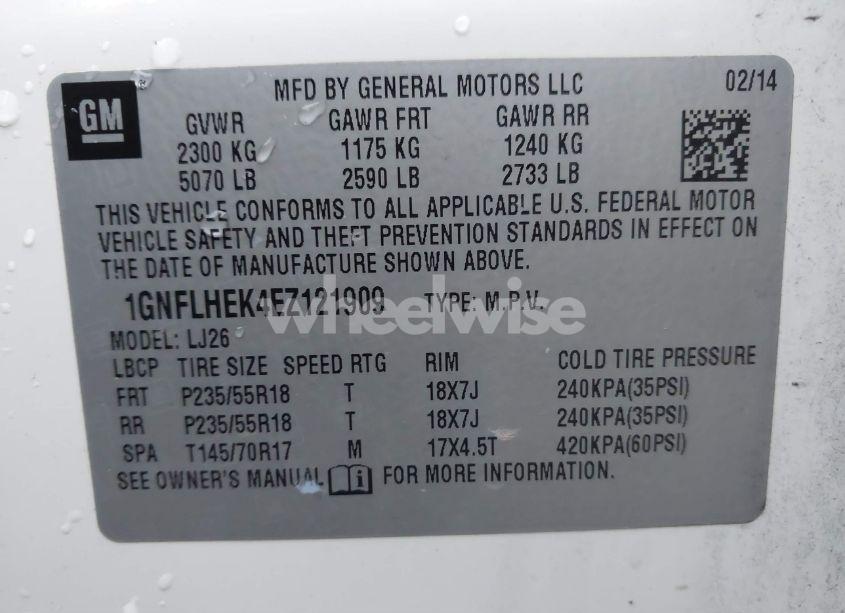 GM
MFD BY GENERAL MOTORS LLC 02/14
GVWR GAWR FRT GAWR RR
2300 KG 1175 KG 1240 KG
5070 LB 2590 LB 2733 LB
THIS VEHICLE CONFORMS TO ALL APPLICABLE U.S. FEDERAL MOTOR
VEHICLE SAFETY AND THEFT PREVENTION STANDARDS IN EFFECT ON
THE DATE OF MANUFACTURE SHOWN ABOVE.
1GNFLHEK4EZ121909 TYPE: M.P.V.
wheelwise
MODEL: LJ26
LBCP TIRE SIZE SPEED RTG RIM COLD TIRE PRESSURE
FRT P235/55R18 T 18X7J 240KPA(35PSI)
RR P235/55R18 T 18X7J 240KPA(35PSI)
SPA T145/70R17 M 17X4.5T 420KPA(60PSI)
SEE OWNER'S MANUAL i FOR MORE INFORMATION.